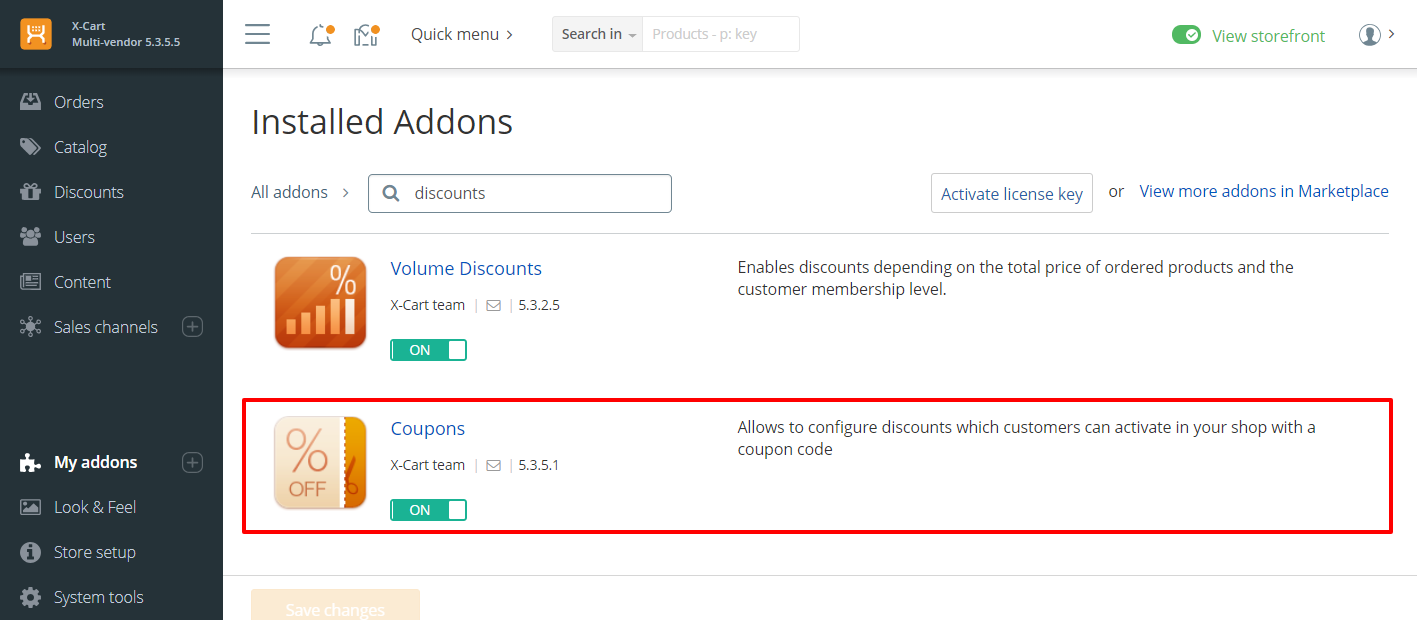 X-Cart
Multi-vendor 5.3.5.5
Quick menu
Search in
Products - p: key
View storefront
Orders
Catalog
Discounts
Users
Content
Sales channels
My addons
Look & Feel
Store setup
System tools
Installed Addons
All addons
discounts
Activate license key
or
View more addons in Marketplace
%
Volume Discounts
X-Cart team | | 5.3.2.5
ON
Enables discounts depending on the total price of ordered products and the
customer membership level.
%
OFF
Coupons
X-Cart team | | 5.3.5.1
ON
Allows to configure discounts which customers can activate in your shop with a
coupon code
Save changes